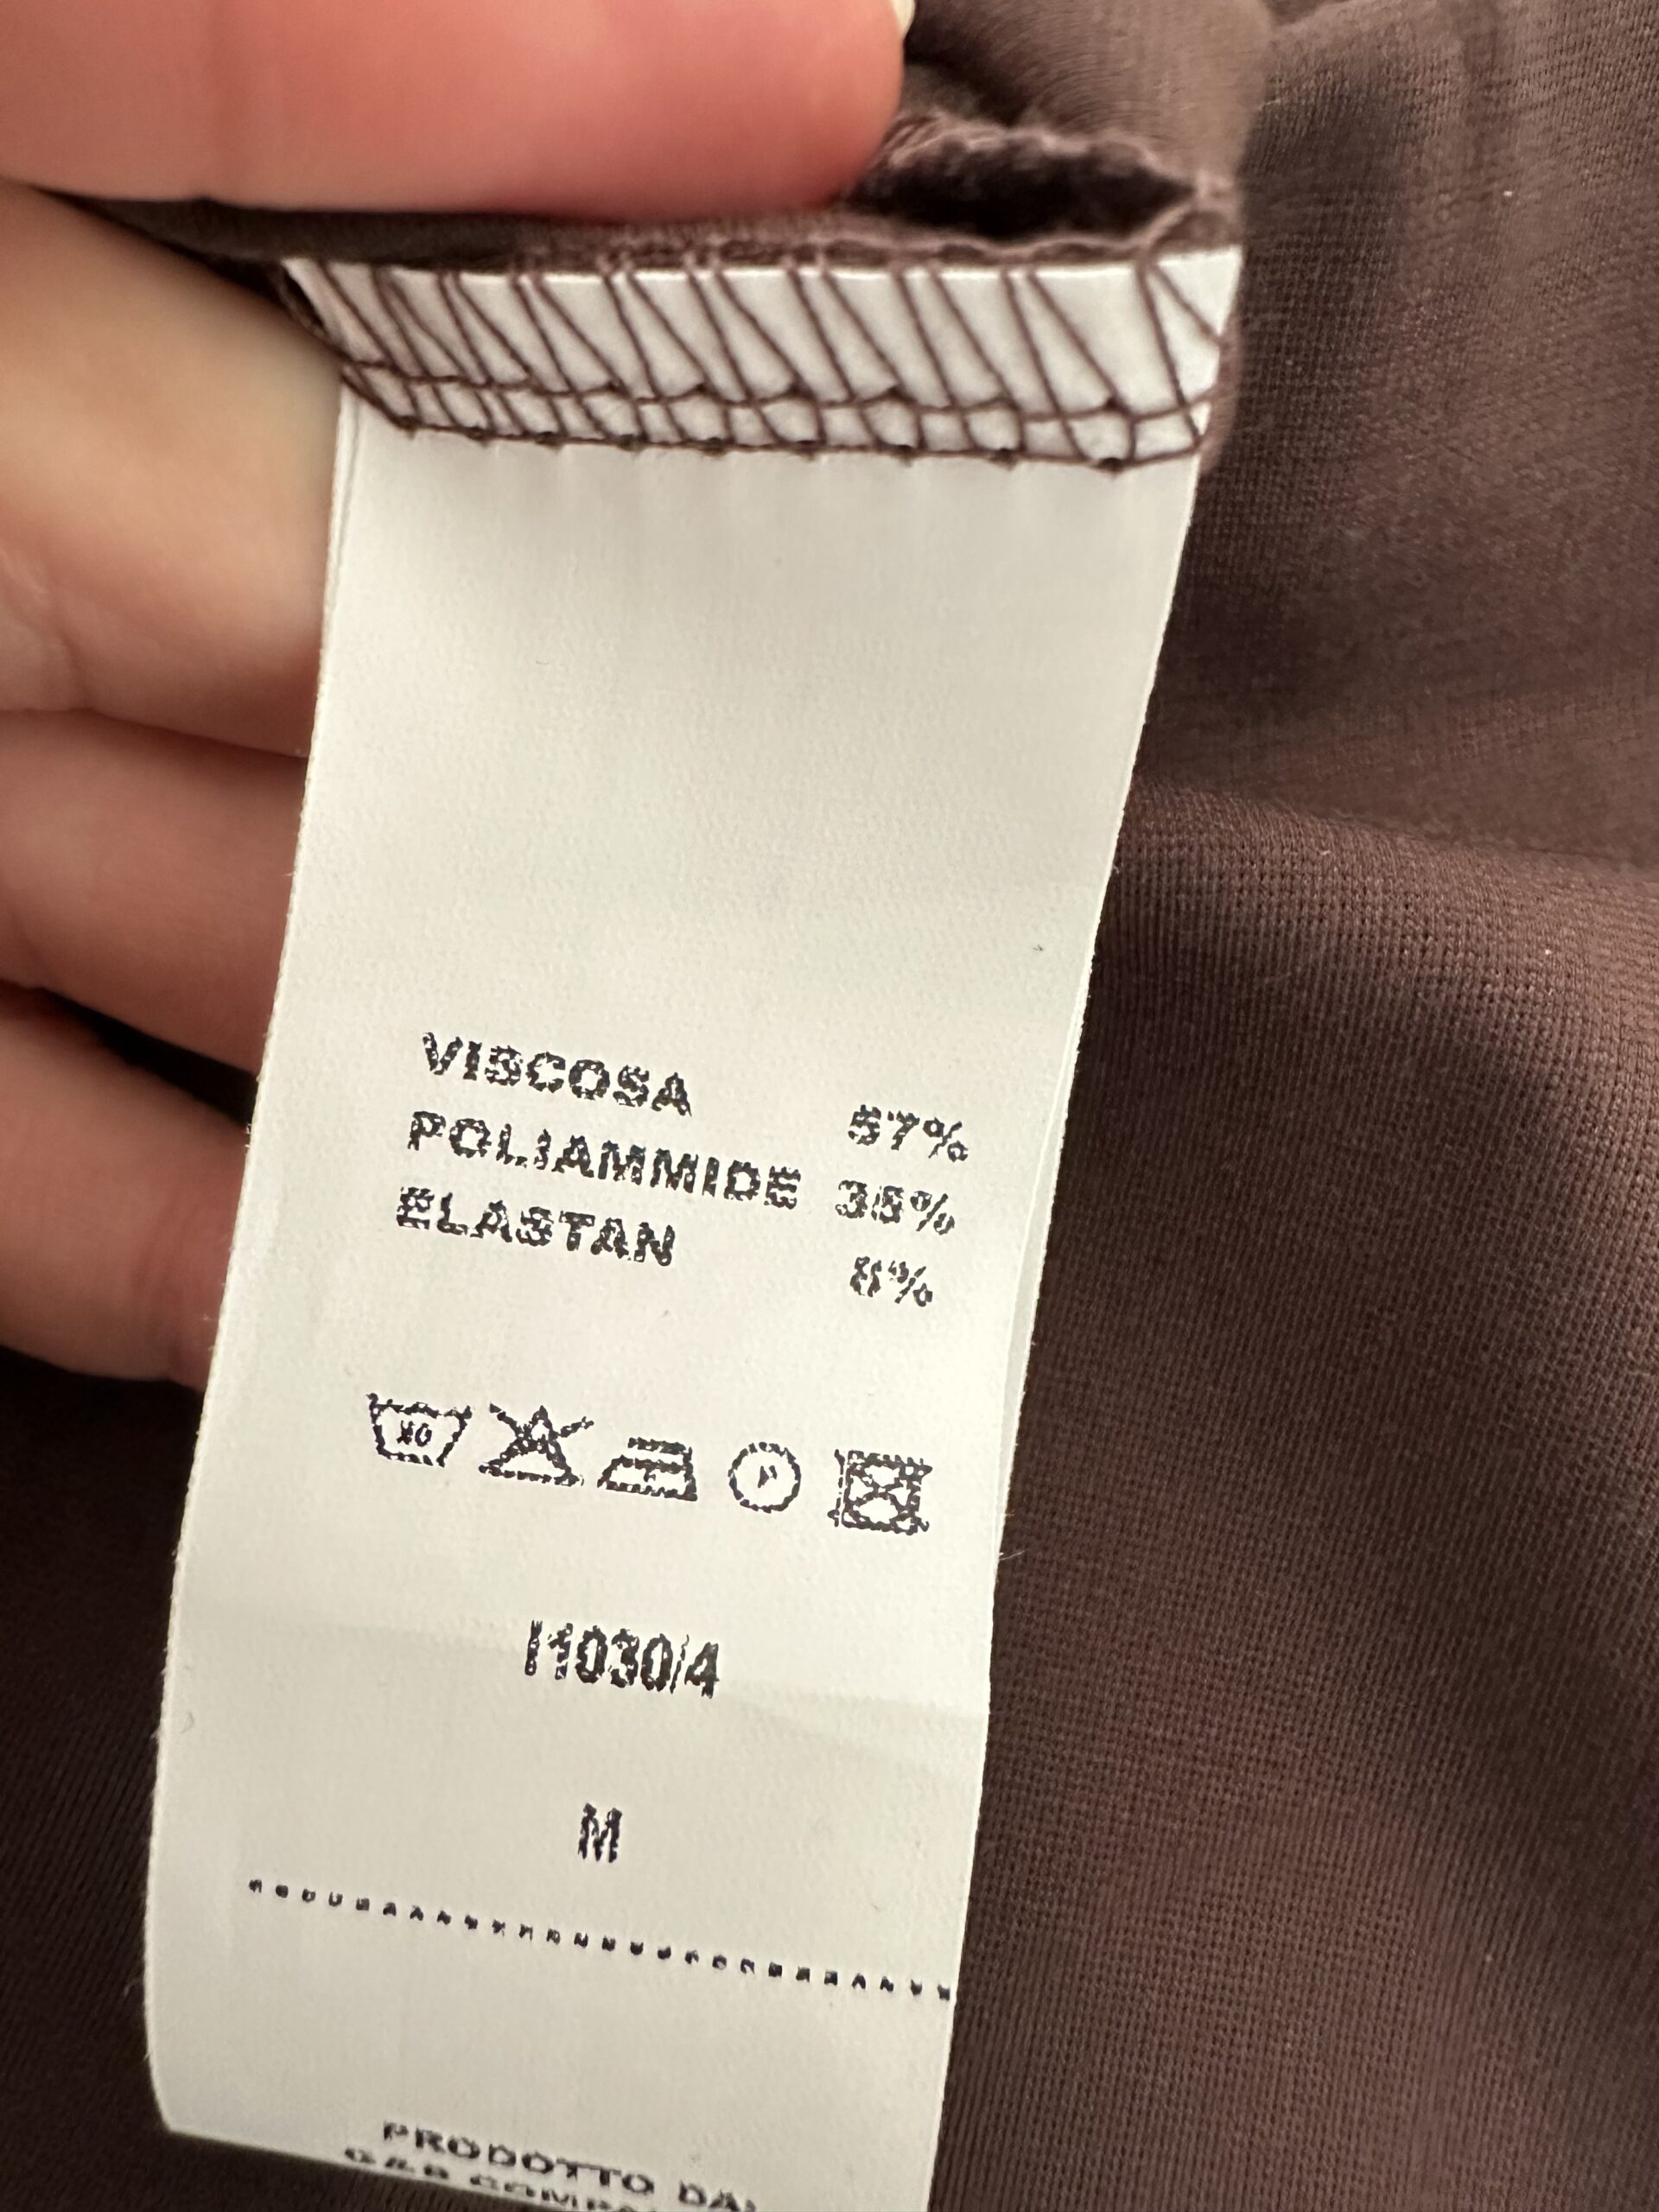 VISCOSA 57%
POLIAMMIDE 35%
ELASTAN 8%
P
I1030/4
M
PRODOTTO DA: